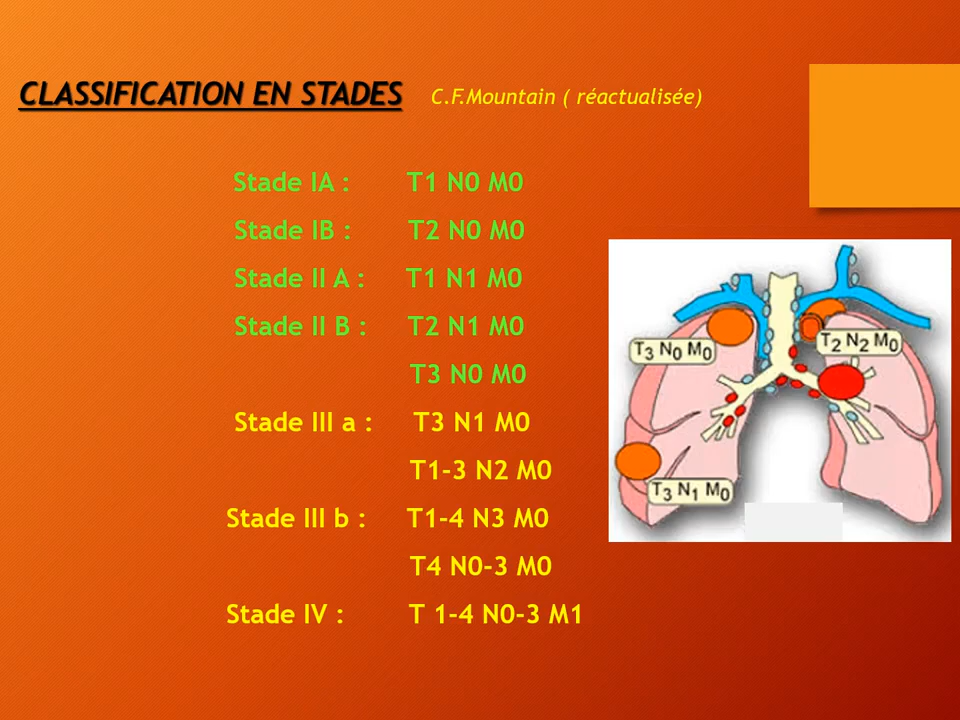 CLASSIFICATION EN STADES C.F.Mountain ( réactualisée)
Stade IA : T1 N0 M0
Stade IB : T2 N0 M0
Stade II A : T1 N1 M0
Stade II B : T2 N1 M0
T3 N0 M0
Stade III a : T3 N1 M0
T1-3 N2 M0
Stade III b : T1-4 N3 M0
T4 N0-3 M0
Stade IV : T 1-4 N0-3 M1
T3 N0 M0
T2 N2 M0
T3 N1 M0